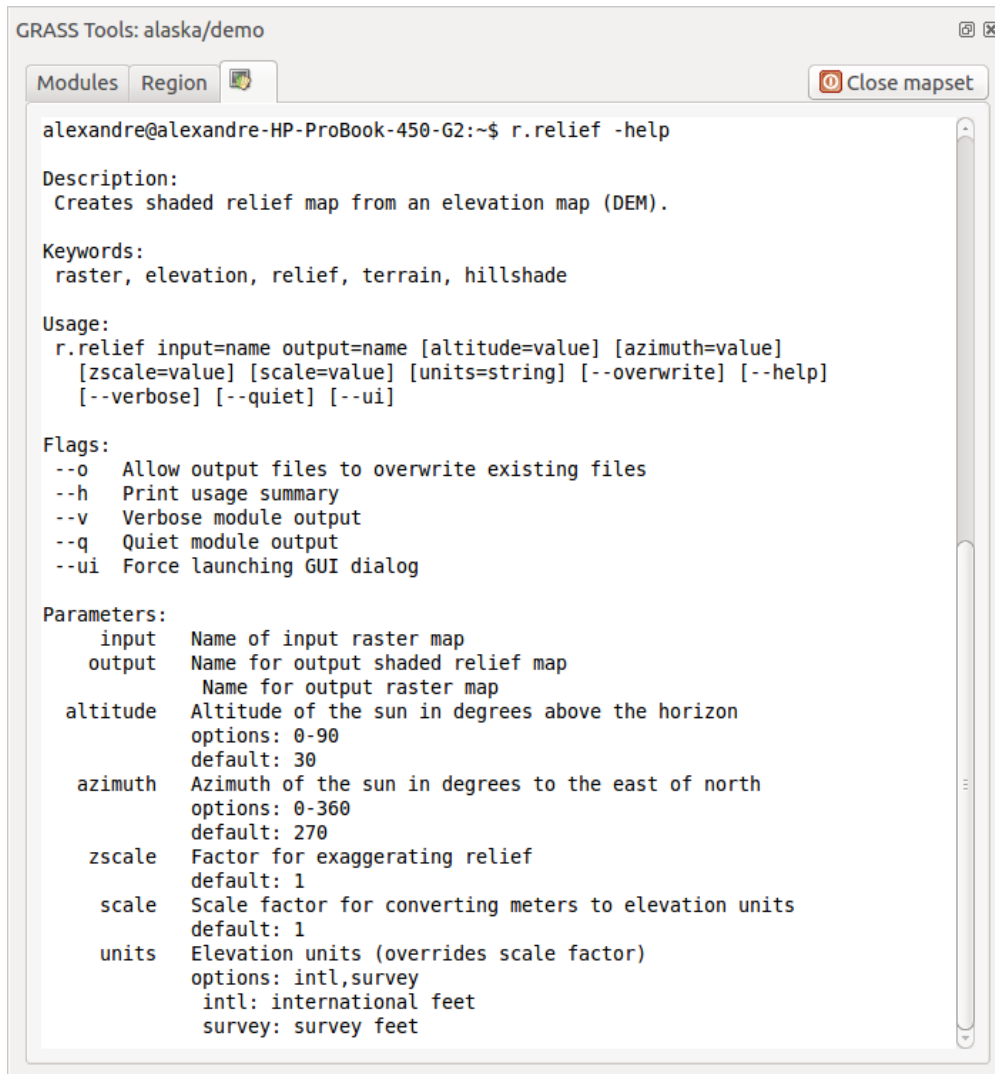 GRASS Tools: alaska/demo
Modules Region Close mapset
alexandre@alexandre-HP-ProBook-450-G2:~$ r.relief -help
Description:
Creates shaded relief map from an elevation map (DEM).
Keywords:
raster, elevation, relief, terrain, hillshade
Usage:
r.relief input=name output=name [altitude=value] [azimuth=value]
[zscale=value] [scale=value] [units=string] [--overwrite] [--help]
[--verbose] [--quiet] [--ui]
Flags:
--o Allow output files to overwrite existing files
--h Print usage summary
--v Verbose module output
--q Quiet module output
--ui Force launching GUI dialog
Parameters:
input Name of input raster map
output Name for output shaded relief map
Name for output raster map
altitude Altitude of the sun in degrees above the horizon
options: 0-90
default: 30
azimuth Azimuth of the sun in degrees to the east of north
options: 0-360
default: 270
zscale Factor for exaggerating relief
default: 1
scale Scale factor for converting meters to elevation units
default: 1
units Elevation units (overrides scale factor)
options: intl,survey
intl: international feet
survey: survey feet